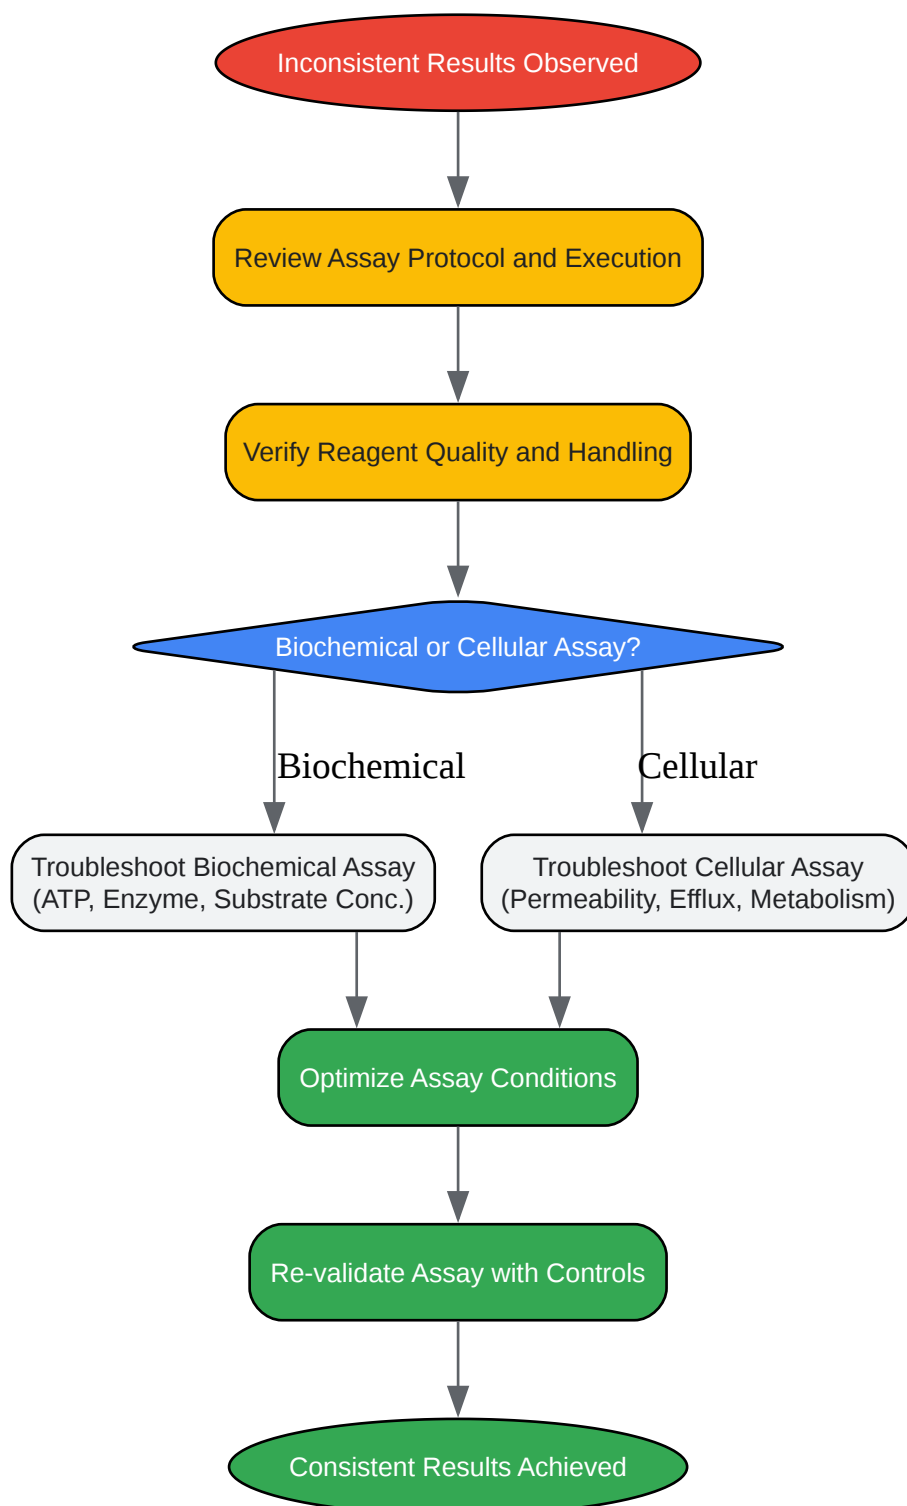 Inconsistent Results Observed
Review Assay Protocol and Execution
Verify Reagent Quality and Handling
Biochemical or Cellular Assay?
Biochemical
Cellular
Troubleshoot Biochemical Assay
(ATP, Enzyme, Substrate Conc.)
Troubleshoot Cellular Assay
(Permeability, Efflux, Metabolism)
Optimize Assay Conditions
Re-validate Assay with Controls
Consistent Results Achieved